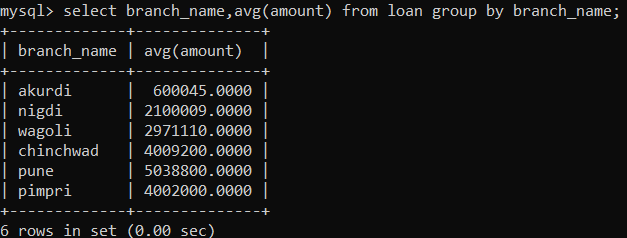 mysql> select branch_name,avg(amount) from loan group by branch_name;
+-------------+--------------+
| branch_name | avg(amount)  |
+-------------+--------------+
| akurdi      |  600045.0000 |
| nigdi       | 2100009.0000 |
| wagoli      | 2971110.0000 |
| chinchwad   | 4009200.0000 |
| pune        | 5038800.0000 |
| pimpri      | 4002000.0000 |
+-------------+--------------+
6 rows in set (0.00 sec)